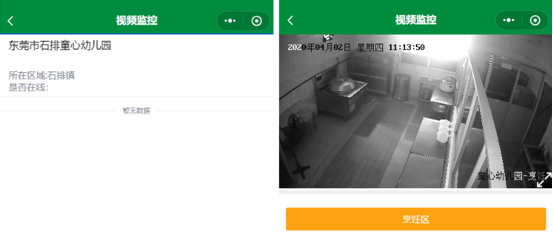 视频监控
东莞市石排童心幼儿园
所在区域:石排镇
是否在线：
暂无数据
视频监控
2020年04月02日 星期四 11:13:50
童心幼儿园-烹饪
烹饪区